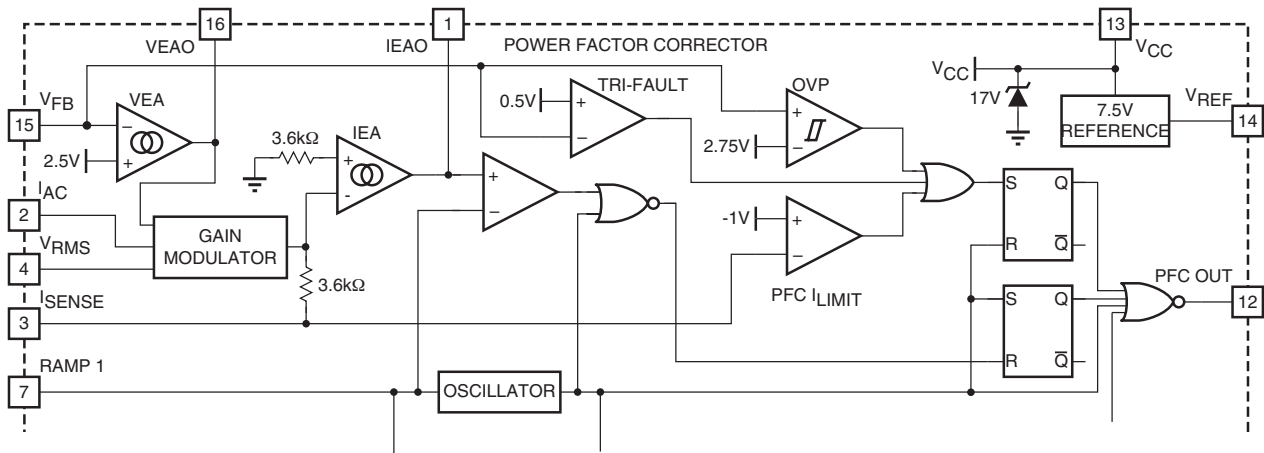 16
1
13
VEAO
IEAO
POWER FACTOR CORRECTOR
VCC
VCC
17V
7.5V
REFERENCE
VREF
14
VFB
15
VEA
−
+
2.5V
3.6kΩ
IEA
+
-
0.5V
TRI-FAULT
+
−
OVP
+
−
2.75V
IAC
2
VRMS
4
GAIN
MODULATOR
+
−
-1V
+
−
PFC ILIMIT
S
Q
R
Q
ISENSE
3
3.6kΩ
S
Q
R
Q
PFC OUT
12
RAMP 1
7
OSCILLATOR